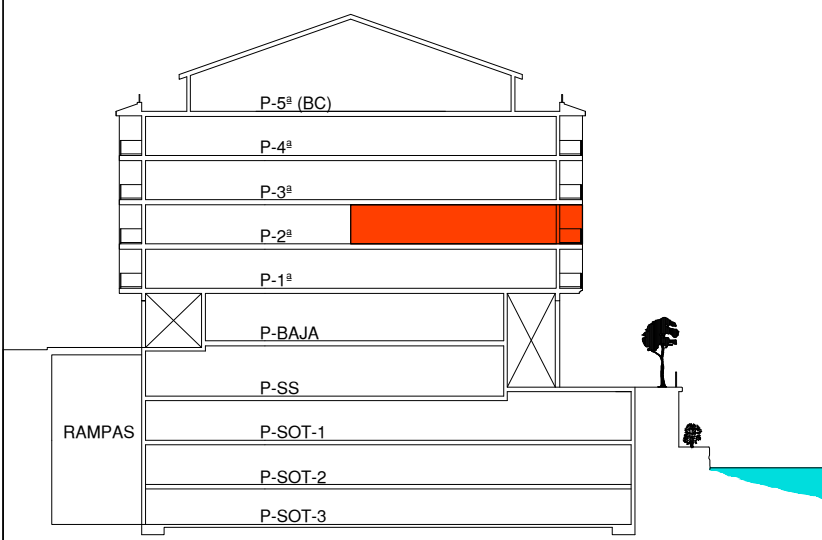 P-5ª (BC)
P-4ª
P-3ª
P-2ª
P-1ª
P-BAJA
P-SS
RAMPAS
P-SOT-1
P-SOT-2
P-SOT-3